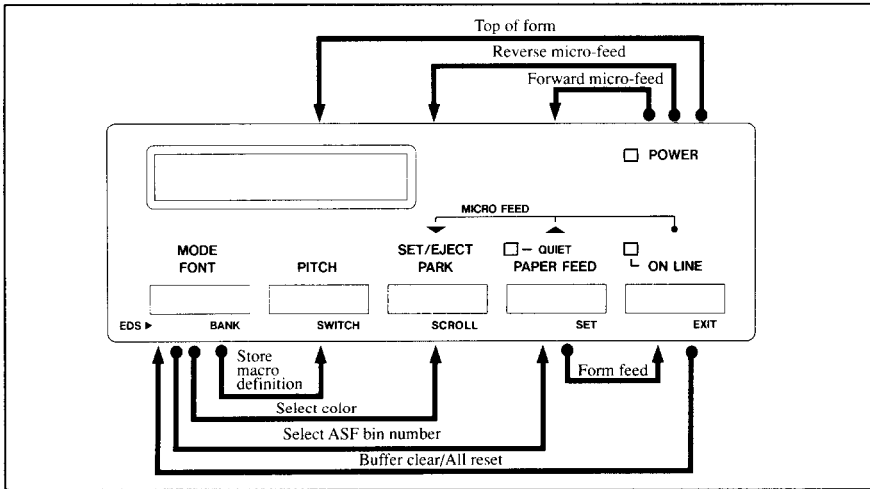 Top of form
Reverse micro-feed
Forward micro-feed
POWER
MICRO FEED
MODE
FONT
PITCH
SET/EJECT
PARK
QUIET
PAPER FEED
ON LINE
EDS
BANK
SWITCH
SCROLL
SET
EXIT
Store
macro
definition
Form feed
Select color
Select ASF bin number
Buffer clear/All reset